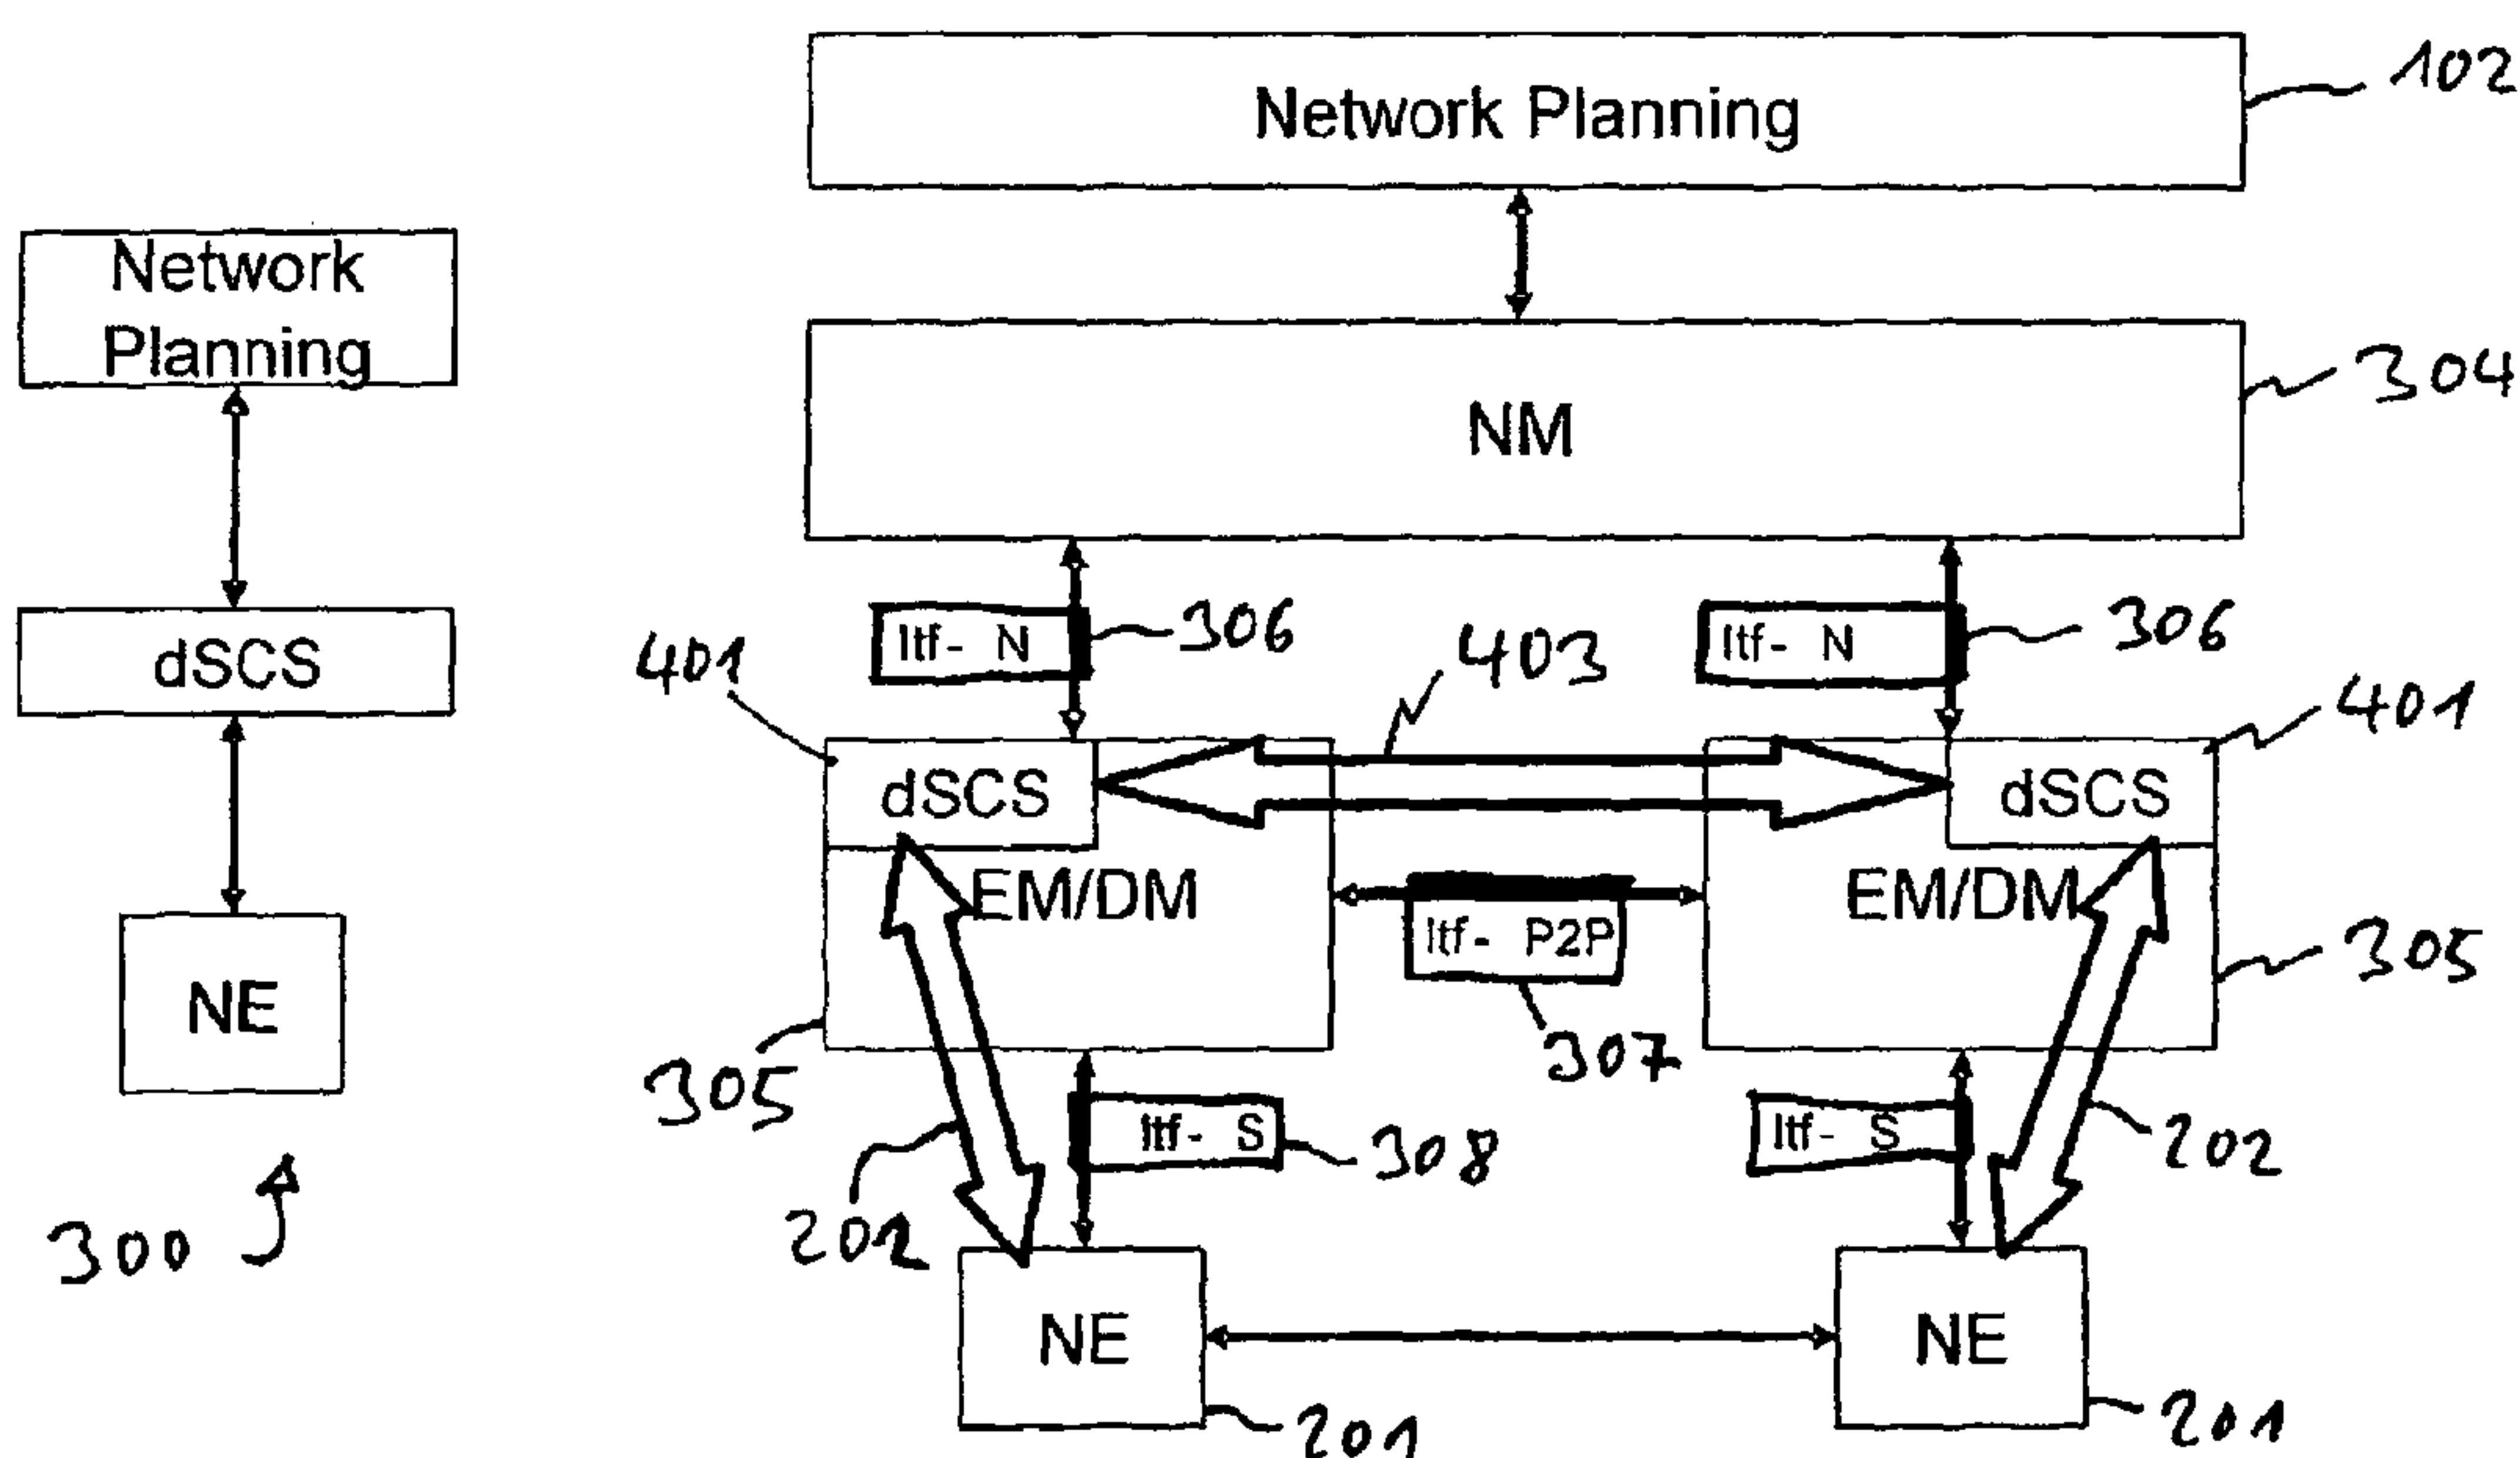 102
Network Planning
304
NM
Network
Planning
dSCS
NE
300
Itf- N
306
Itf- N
306
401
403
401
dSCS
dSCS
EM/DM
EM/DM
Itf- P2P
307
305
305
Itf- S
308
Itf- S
202
202
NE
NE
201
201